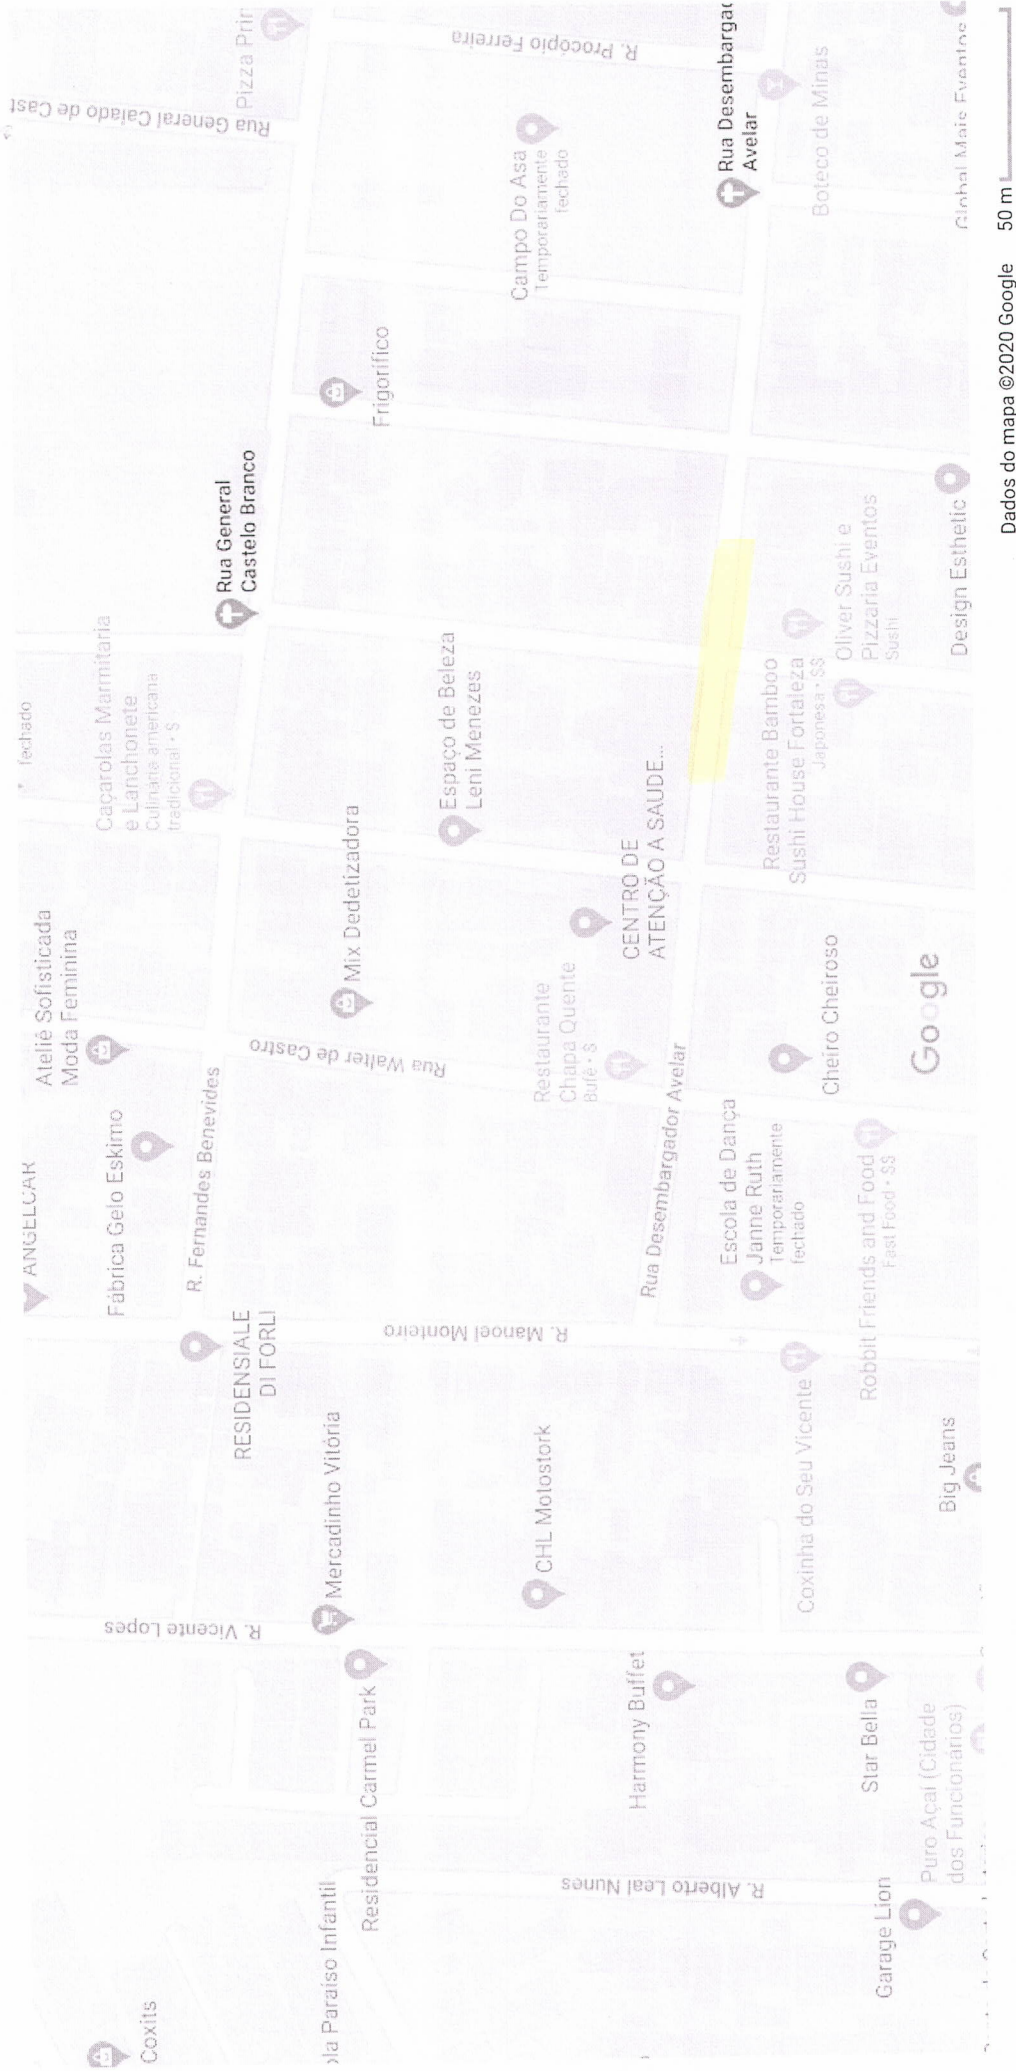 Coxits
la Paraíso Infantil
Residencial Carmel Park
R. Alberto Leal Nunes
Garage Lion
Puro Açaí (Cidade
dos Funcionários)
Star Bella
Harmony Buffet
R. Vicente Lopes
Mercadinho Vitória
CHL Motostork
Coxinha do Seu Vicente
Big Jeans
ANGELCAR
Fábrica Gelo Eskimo
R. Fernandes Benevides
RESIDENSIALE
DI FORLI
R. Manoel Monteiro
Rua Desembargador Avelar
Escola de Dança
Janne Ruth
Temporariamente
fechado
Robbit Friends and Food
Fast Food • $$
Ateliê Sofisticada
Moda Feminina
Rua Walter de Castro
Mix Dedetizadora
Restaurante
Chapa Quente
Bufê • $
CENTRO DE
ATENÇÃO A SAUDE...
Cheiro Cheiroso
Google
fechado
Caçarolas Marmitaria
e Lanchonete
Culinária americana
tradicional • $
Espaço de Beleza
Leni Menezes
Restaurante Bamboo
Sushi House Fortaleza
Japonesa • $$
Oliver Sushi e
Pizzaria Eventos
Sushi
Design Esthetic
Rua General
Castelo Branco
Frigorífico
Campo Do Asa
Temporariamente
fechado
Rua General Caiado de Cast
Pizza Prin
R. Procópio Ferreira
Rua Desembargad
Avelar
Boteco de Minas
Global Mais Eventos
Dados do mapa ©2020 Google
50 m